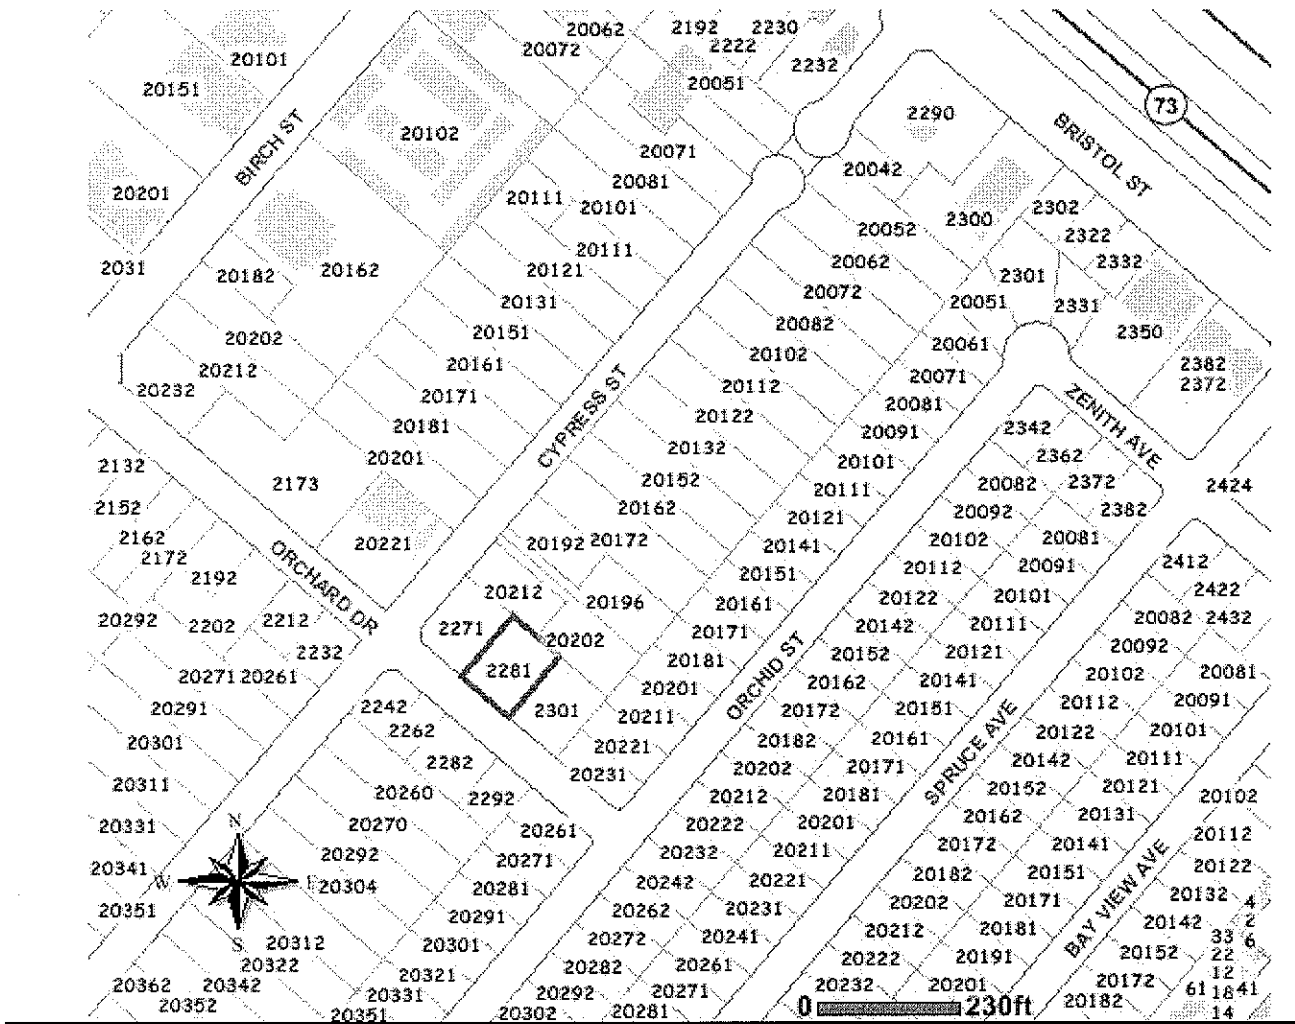 20062 2192 2230
20072 2222
20101 2232
20151 20051
73
2290
BIRCH ST
20102
BRISTOL ST
20071
20042
20201 20081
20111 20101
2302
2300
20052 2322
20111
2031 20182 20162 20121 20062 2332
2301
20131 20072 20051 2331
20151 20082 2350
20202 20061
20161 20102 2382
20212 20071 2372
20232 20171 20112
CYPRESS ST
20081 ZENITH AVE
20181 20122 20091 2342
20201 20132 20101 2362
2132 2173 20152 20111 20082 2372 2424
2152 20162 20121 20092 2382
2162 20221 20192 20172 20141 20102 20081
2172 20151 20112 20091 2412
2192 ORCHARD DR
20212 20196 20161 20122 20101 2422
20292 2202 2212 2271 20202 20171 20142 20111 20082 2432
2232 20181 20152 20121 20092
2281
20271 20261 20201 ORCHID ST 20162 20141 20102 20081
20291 2242 2301 20211 20172 20151 20112 20091
20301 2262 20221 20182 20161 20122 20101
2282 20231 20202 20171 20142 20111
20311 20260 2292 20212 20181 SPRUCE AVE 20152 20121 20102
20331 N 20270 20261 20222 20201 20162 20131 20112
20292 20271 20232 20211 20172 20141 20122
20341 W E 20304 20281 20242 20221 20182 20151 20132
20351 20291 20262 20231 20202 20171 BAY VIEW AVE 20142 4
S 20312 20301 20272 20241 20212 20181 20152 33 2
20322 20321 20282 20261 20222 20191 22 6
20362 20342 20331 20292 20271 20232 20201 20172 12
20352 20351 20302 20281 0 230ft 20182 61 18 41
14